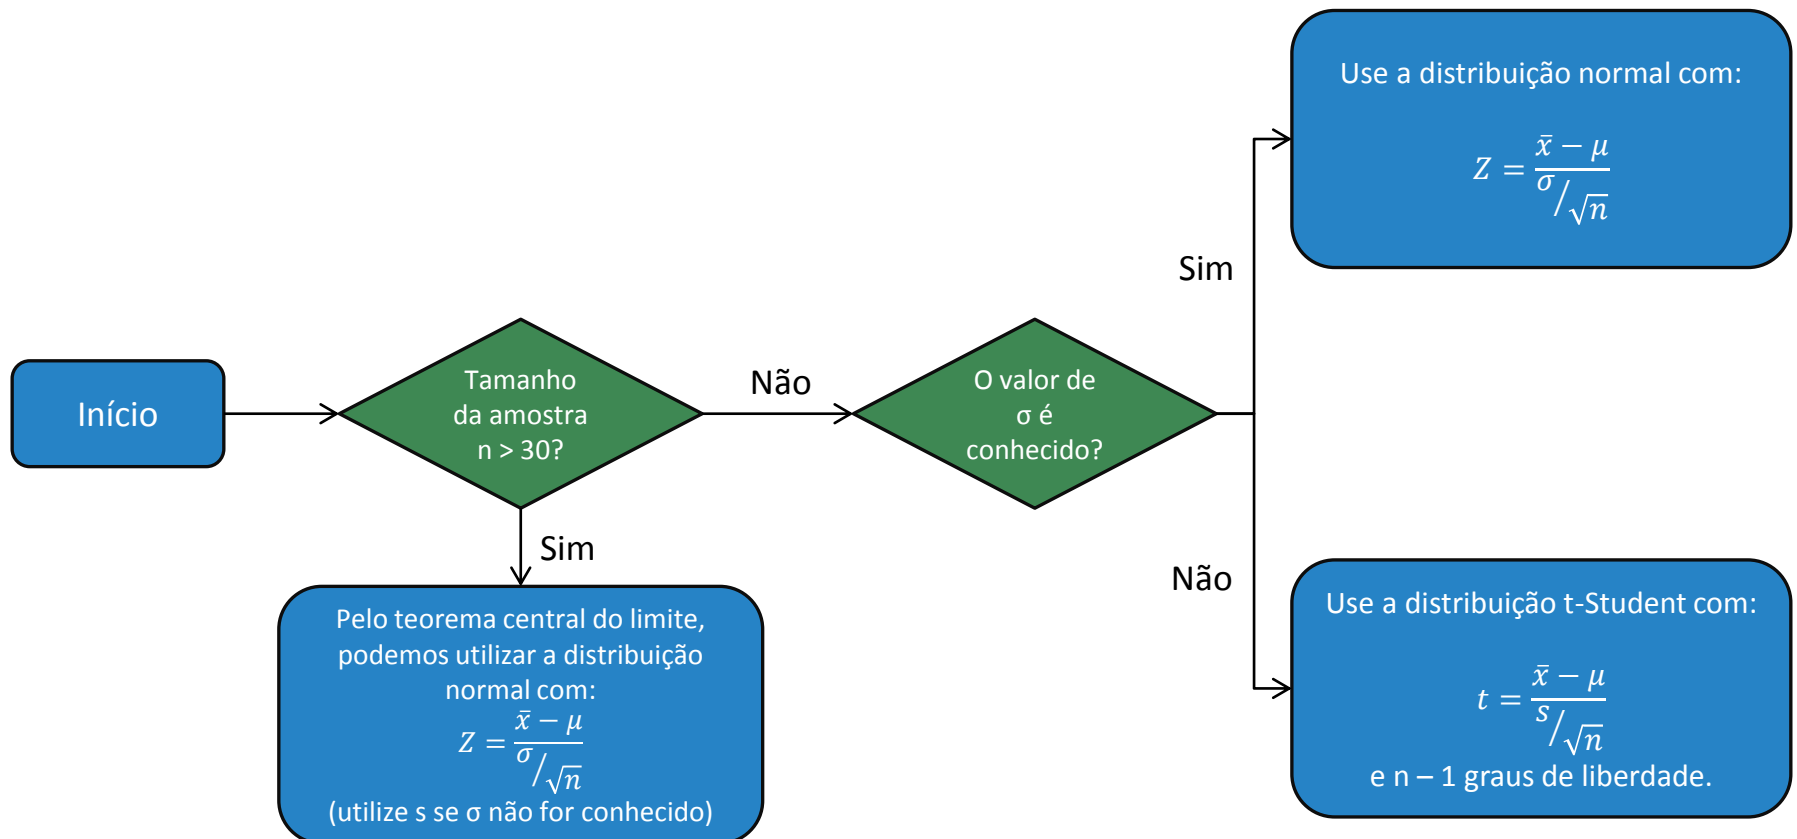 Início
Tamanho
da amostra
n > 30?
Sim
Pelo teorema central do limite,
podemos utilizar a distribuição
normal com:
Z = (x̄ − μ) / (σ/√n)
(utilize s se σ não for conhecido)
Não
O valor de
σ é
conhecido?
Sim
Use a distribuição normal com:
Z = (x̄ − μ) / (σ/√n)
Não
Use a distribuição t-Student com:
t = (x̄ − μ) / (s/√n)
e n – 1 graus de liberdade.